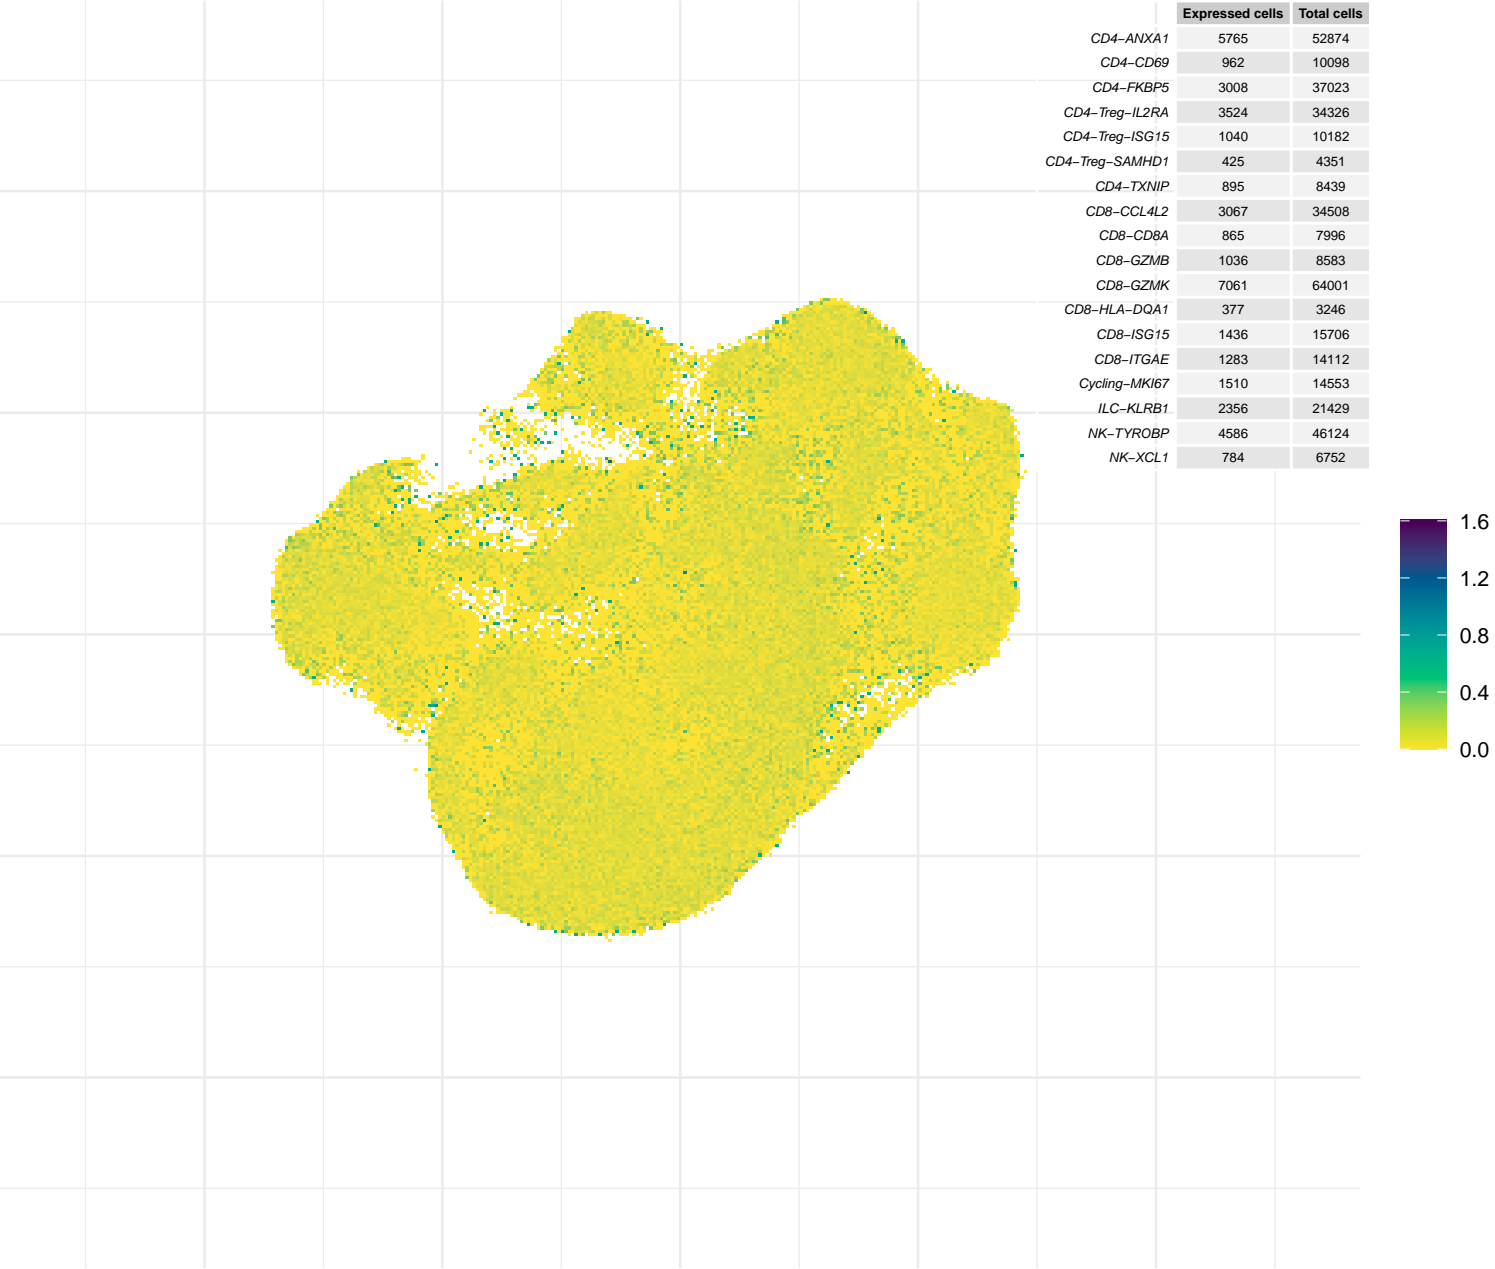 Expressed cells Total cells
CD4−ANXA1 5765 52874
CD4−CD69 962 10098
CD4−FKBP5 3008 37023
CD4−Treg−IL2RA 3524 34326
CD4−Treg−ISG15 1040 10182
CD4−Treg−SAMHD1 425 4351
CD4−TXNIP 895 8439
CD8−CCL4L2 3067 34508
CD8−CD8A 865 7996
CD8−GZMB 1036 8583
CD8−GZMK 7061 64001
CD8−HLA−DQA1 377 3246
CD8−ISG15 1436 15706
CD8−ITGAE 1283 14112
Cycling−MKI67 1510 14553
ILC−KLRB1 2356 21429
NK−TYROBP 4586 46124
NK−XCL1 784 6752
1.6
1.2
0.8
0.4
0.0